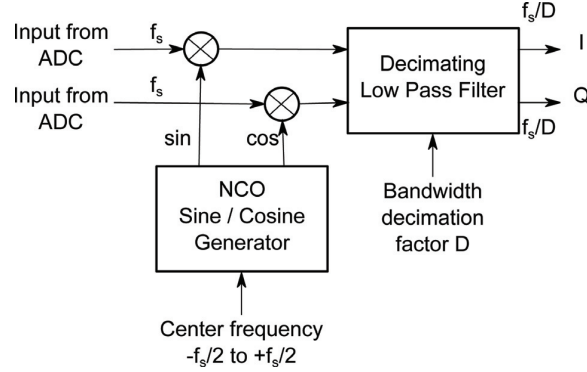 f_s/D
Input from
ADC
f_s
I
Decimating
Low Pass Filter
Input from
ADC
f_s
Q
f_s/D
sin
cos
NCO
Sine / Cosine
Generator
Bandwidth
decimation
factor D
Center frequency
-f_s/2 to +f_s/2